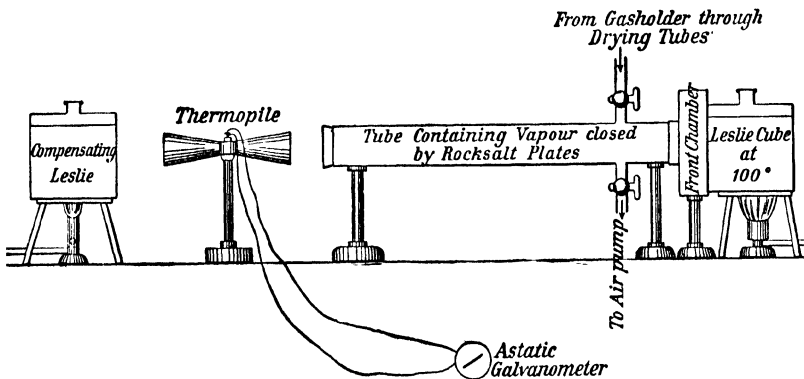 From Gasholder through
Drying Tubes
Thermopile
Compensating
Leslie
Tube Containing Vapour closed
by Rocksalt Plates
Front Chamber
Leslie Cube
at
100°
To Air pump
Astatic
Galvanometer